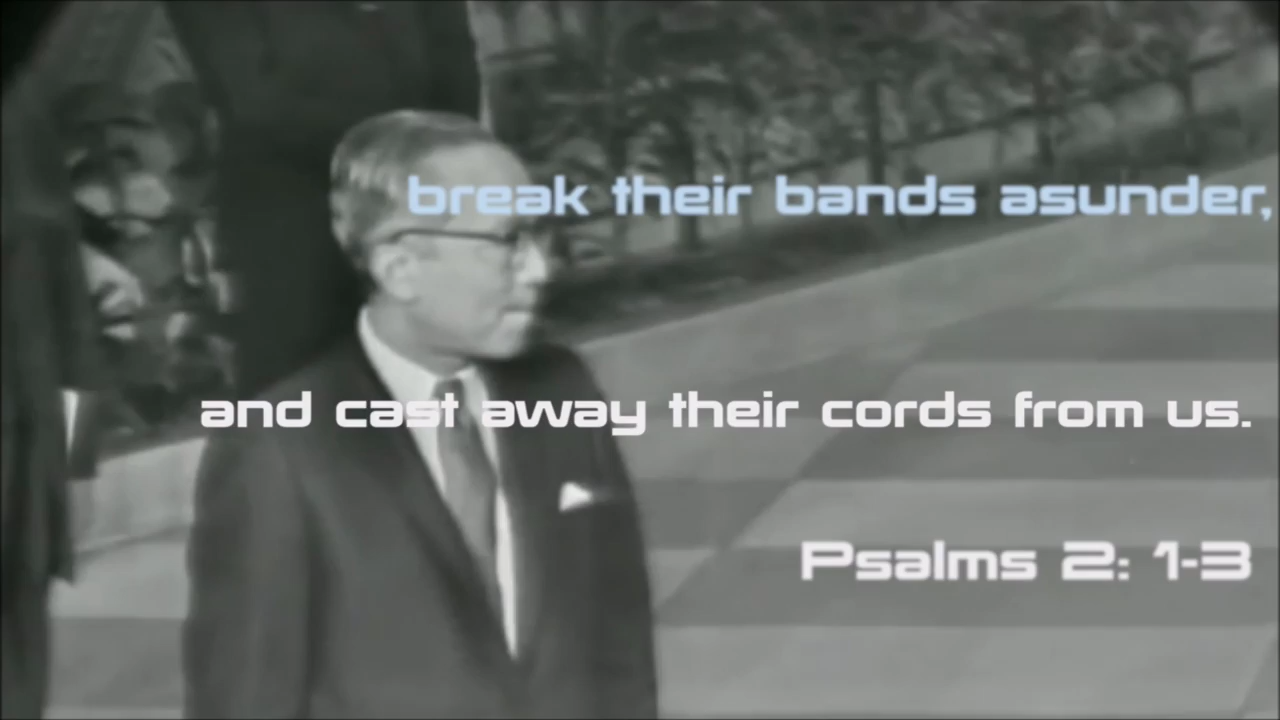 break their bands asunder,
and cast away their cords from us.
Psalms 2: 1-3